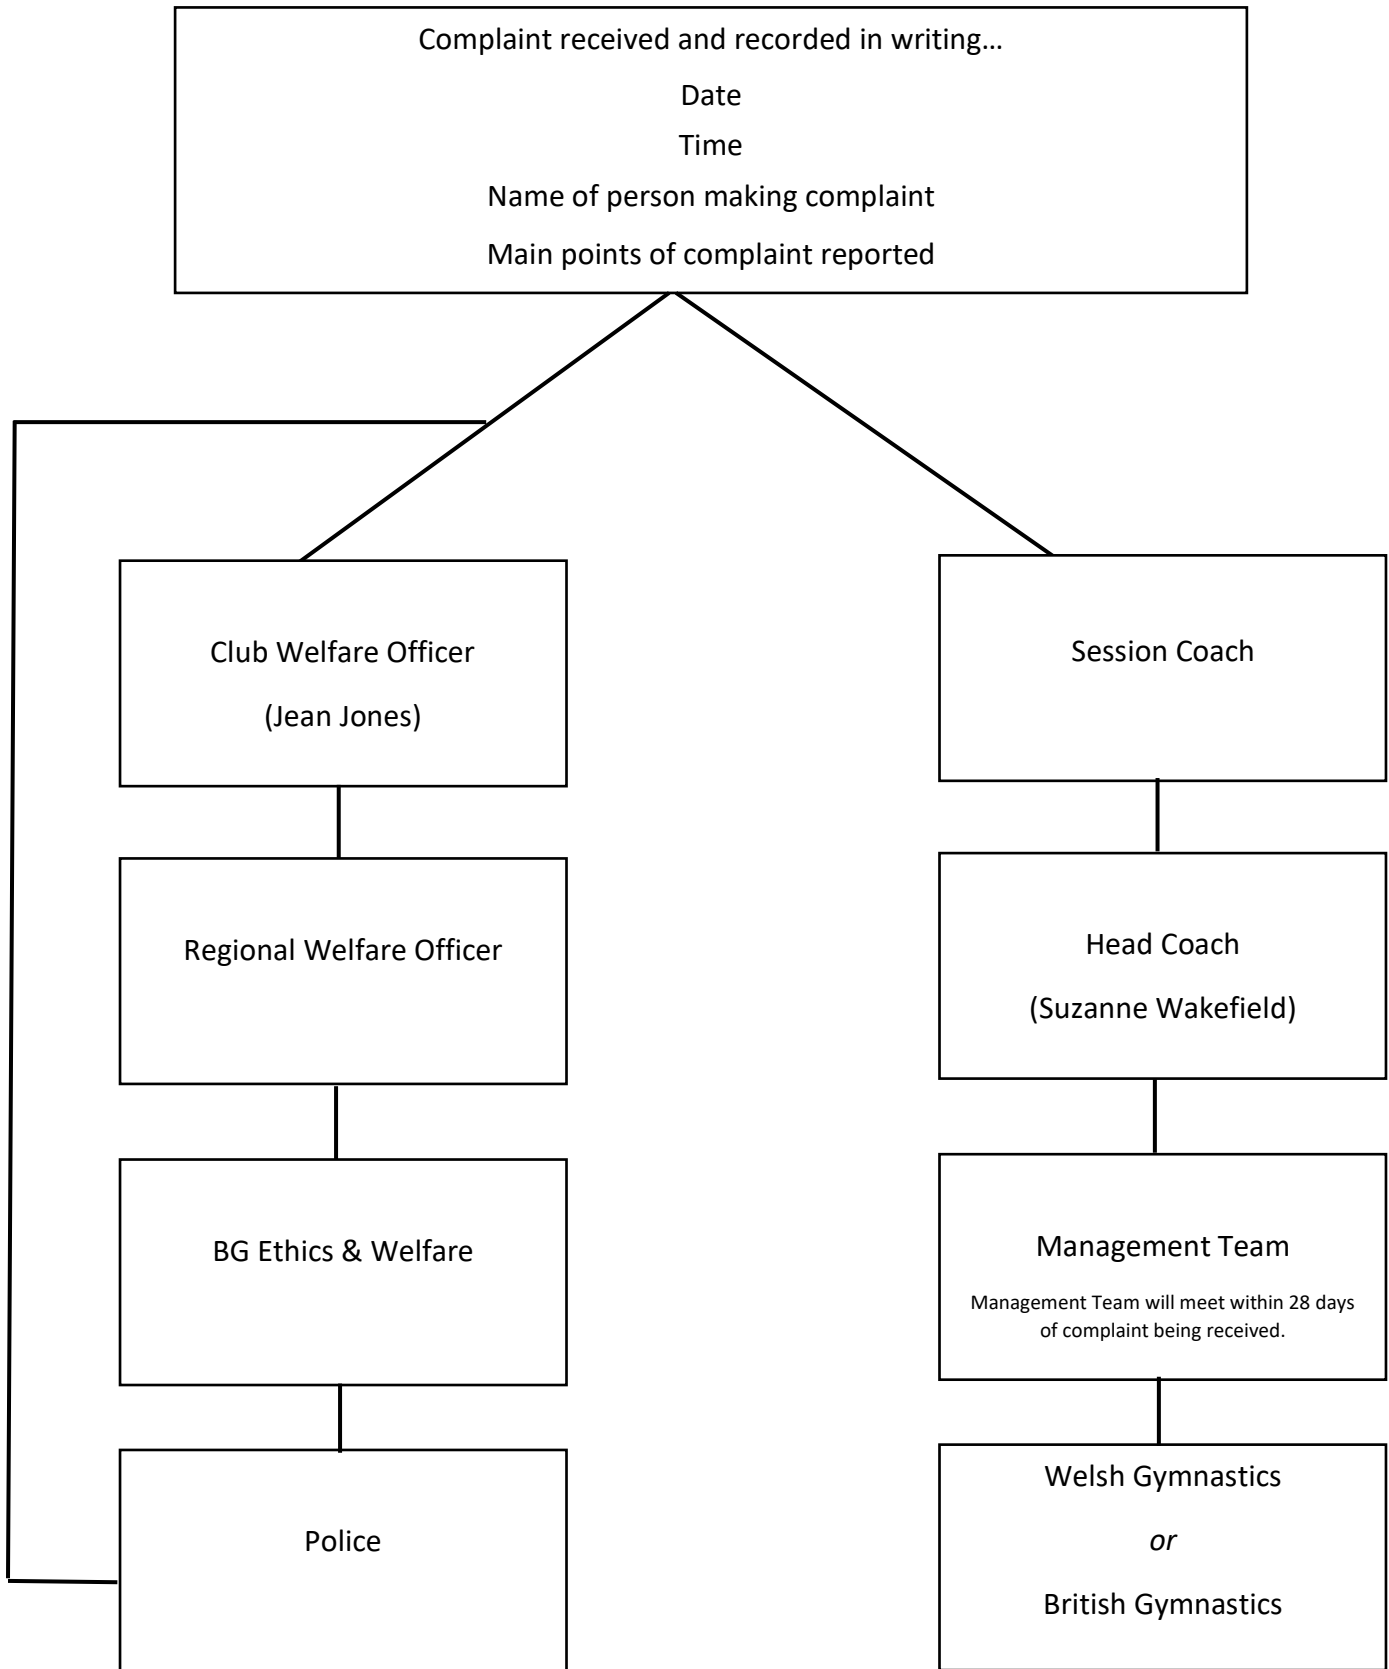 Complaint received and recorded in writing…
Date
Time
Name of person making complaint
Main points of complaint reported
Club Welfare Officer
(Jean Jones)
Regional Welfare Officer
BG Ethics & Welfare
Police
Session Coach
Head Coach
(Suzanne Wakefield)
Management Team
Management Team will meet within 28 days
of complaint being received.
Welsh Gymnastics
or
British Gymnastics